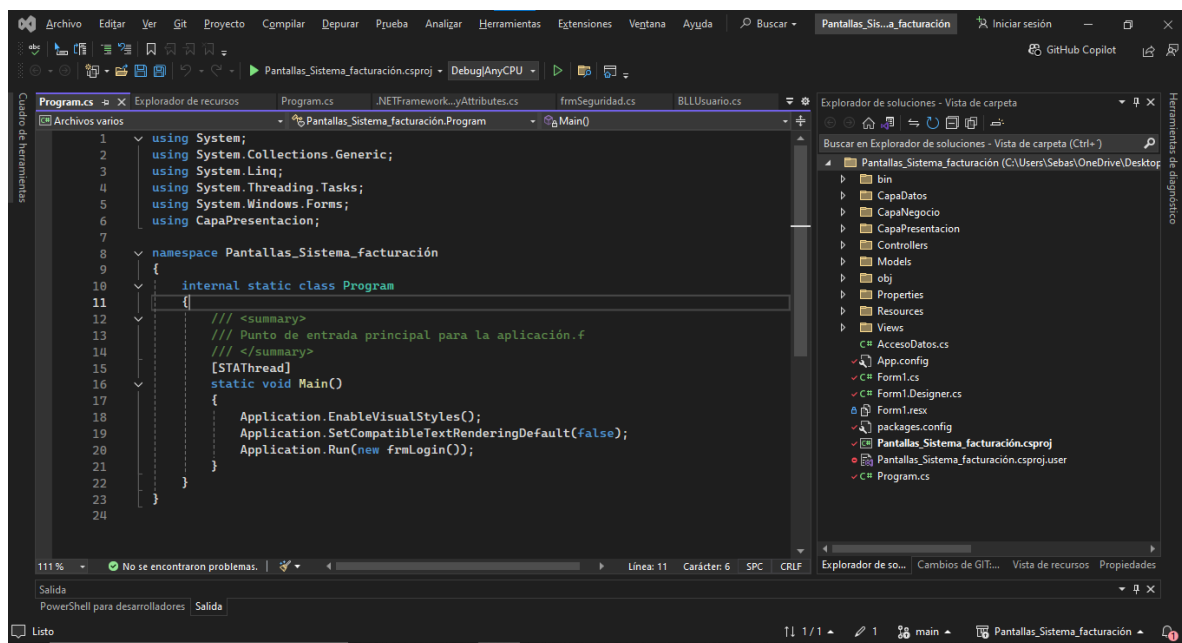 Archivo Editar Ver Git Proyecto Compilar Depurar Prueba Analizar Herramientas Extensiones Ventana Ayuda Buscar Pantallas_Sis...a_facturación Iniciar sesión
GitHub Copilot
Pantallas_Sistema_facturación.csproj Debug|AnyCPU
Cuadro de herramientas
Program.cs Explorador de recursos Program.cs .NETFramework...yAttributes.cs frmSeguridad.cs BLLUsuario.cs
Archivos varios Pantallas_Sistema_facturación.Program Main()
1 using System;
2 using System.Collections.Generic;
3 using System.Linq;
4 using System.Threading.Tasks;
5 using System.Windows.Forms;
6 using CapaPresentacion;
7
8 namespace Pantallas_Sistema_facturación
9 {
10 internal static class Program
11 {
12 /// <summary>
13 /// Punto de entrada principal para la aplicación.f
14 /// </summary>
15 [STAThread]
16 static void Main()
17 {
18 Application.EnableVisualStyles();
19 Application.SetCompatibleTextRenderingDefault(false);
20 Application.Run(new frmLogin());
21 }
22 }
23 }
24
111 % No se encontraron problemas. Línea: 11 Carácter: 6 SPC CRLF
Explorador de soluciones - Vista de carpeta
Buscar en Explorador de soluciones - Vista de carpeta (Ctrl+´)
Pantallas_Sistema_facturación (C:\Users\Sebas\OneDrive\Desktop
bin
CapaDatos
CapaNegocio
CapaPresentacion
Controllers
Models
obj
Properties
Resources
Views
C# AccesoDatos.cs
App.config
C# Form1.cs
C# Form1.Designer.cs
Form1.resx
packages.config
Pantallas_Sistema_facturación.csproj
Pantallas_Sistema_facturación.csproj.user
C# Program.cs
Explorador de so... Cambios de GIT:... Vista de recursos Propiedades
Herramientas de diagnóstico
Salida
PowerShell para desarrolladores Salida
Listo 1 / 1 1 main Pantallas_Sistema_facturación 1